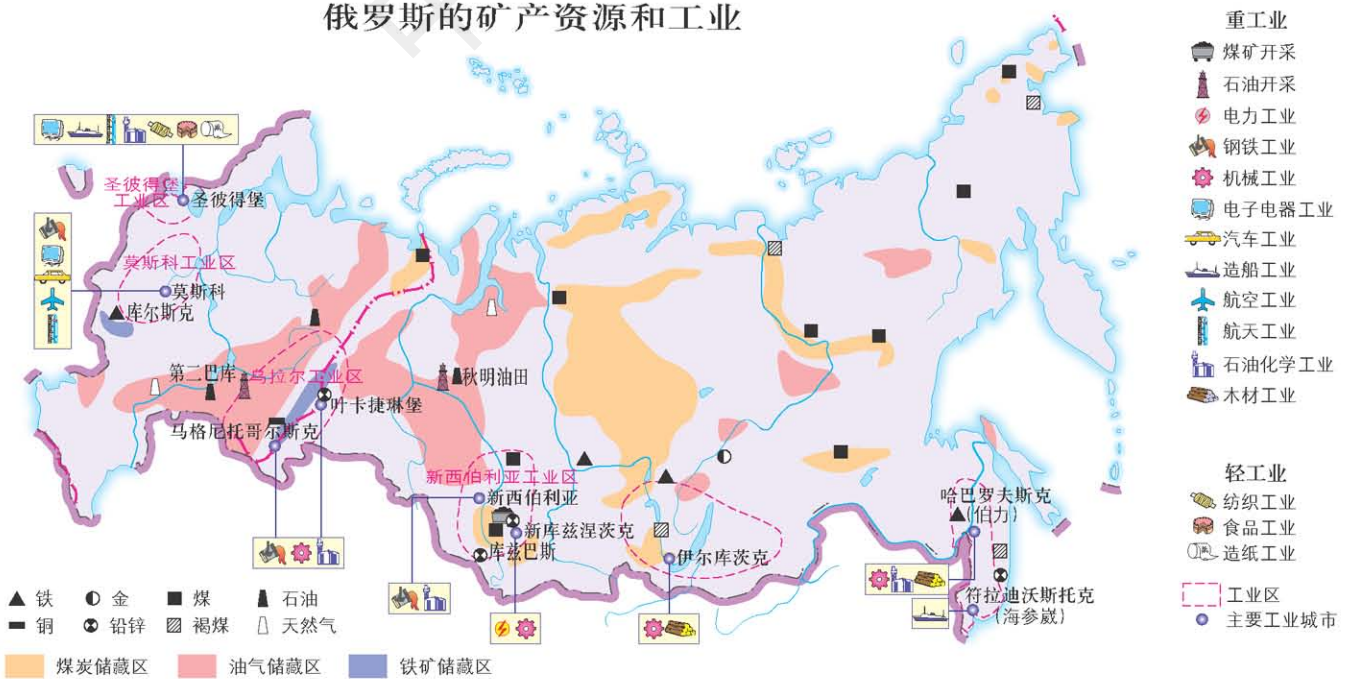 俄罗斯的矿产资源和工业
重工业
煤矿开采
石油开采
电力工业
钢铁工业
机械工业
电子电器工业
汽车工业
造船工业
航空工业
航天工业
石油化学工业
木材工业
轻工业
纺织工业
食品工业
造纸工业
工业区
主要工业城市
圣彼得堡
工业区
圣彼得堡
莫斯科工业区
莫斯科
库尔斯克
第二巴库
乌拉尔工业区
秋明油田
叶卡捷琳堡
马格尼托哥尔斯克
新西伯利亚工业区
新西伯利亚
新库兹涅茨克
库兹巴斯
伊尔库茨克
哈巴罗夫斯克
(伯力)
符拉迪沃斯托克
(海参崴)
铁 金 煤 石油
铜 铅锌 褐煤 天然气
煤炭储藏区 油气储藏区 铁矿储藏区